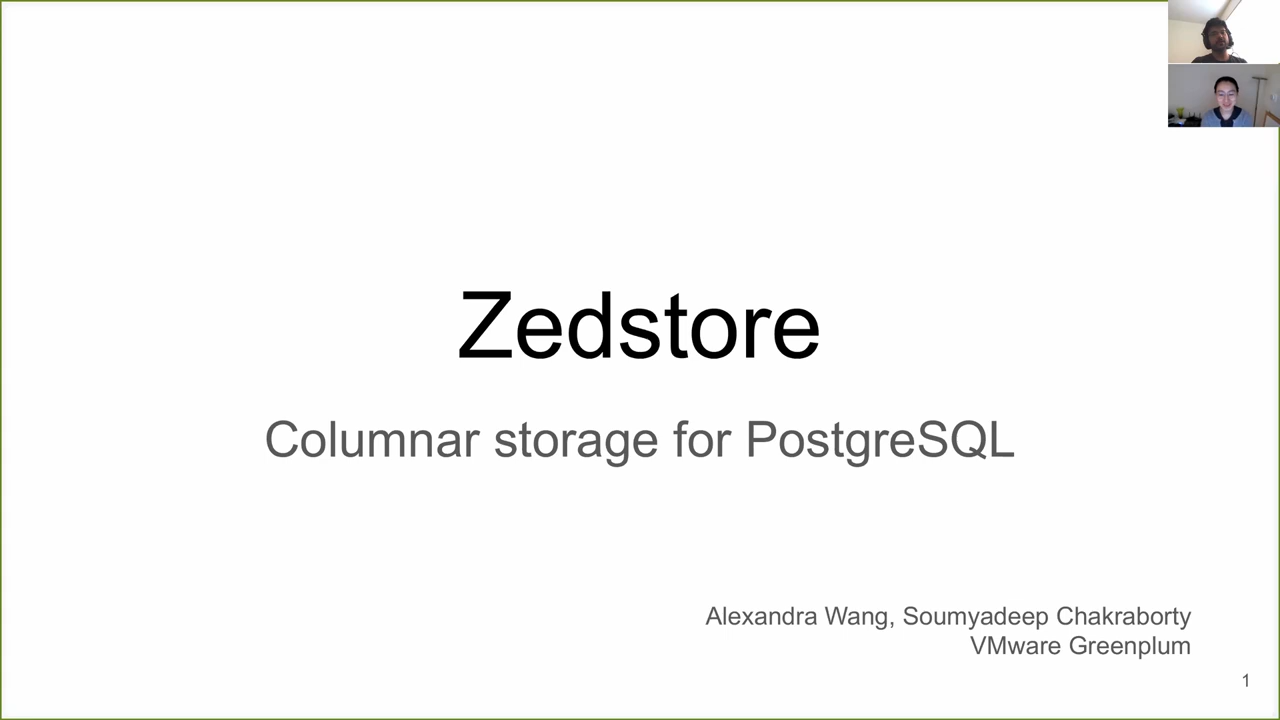 Zedstore
Columnar storage for PostgreSQL
Alexandra Wang, Soumyadeep Chakraborty
VMware Greenplum
1